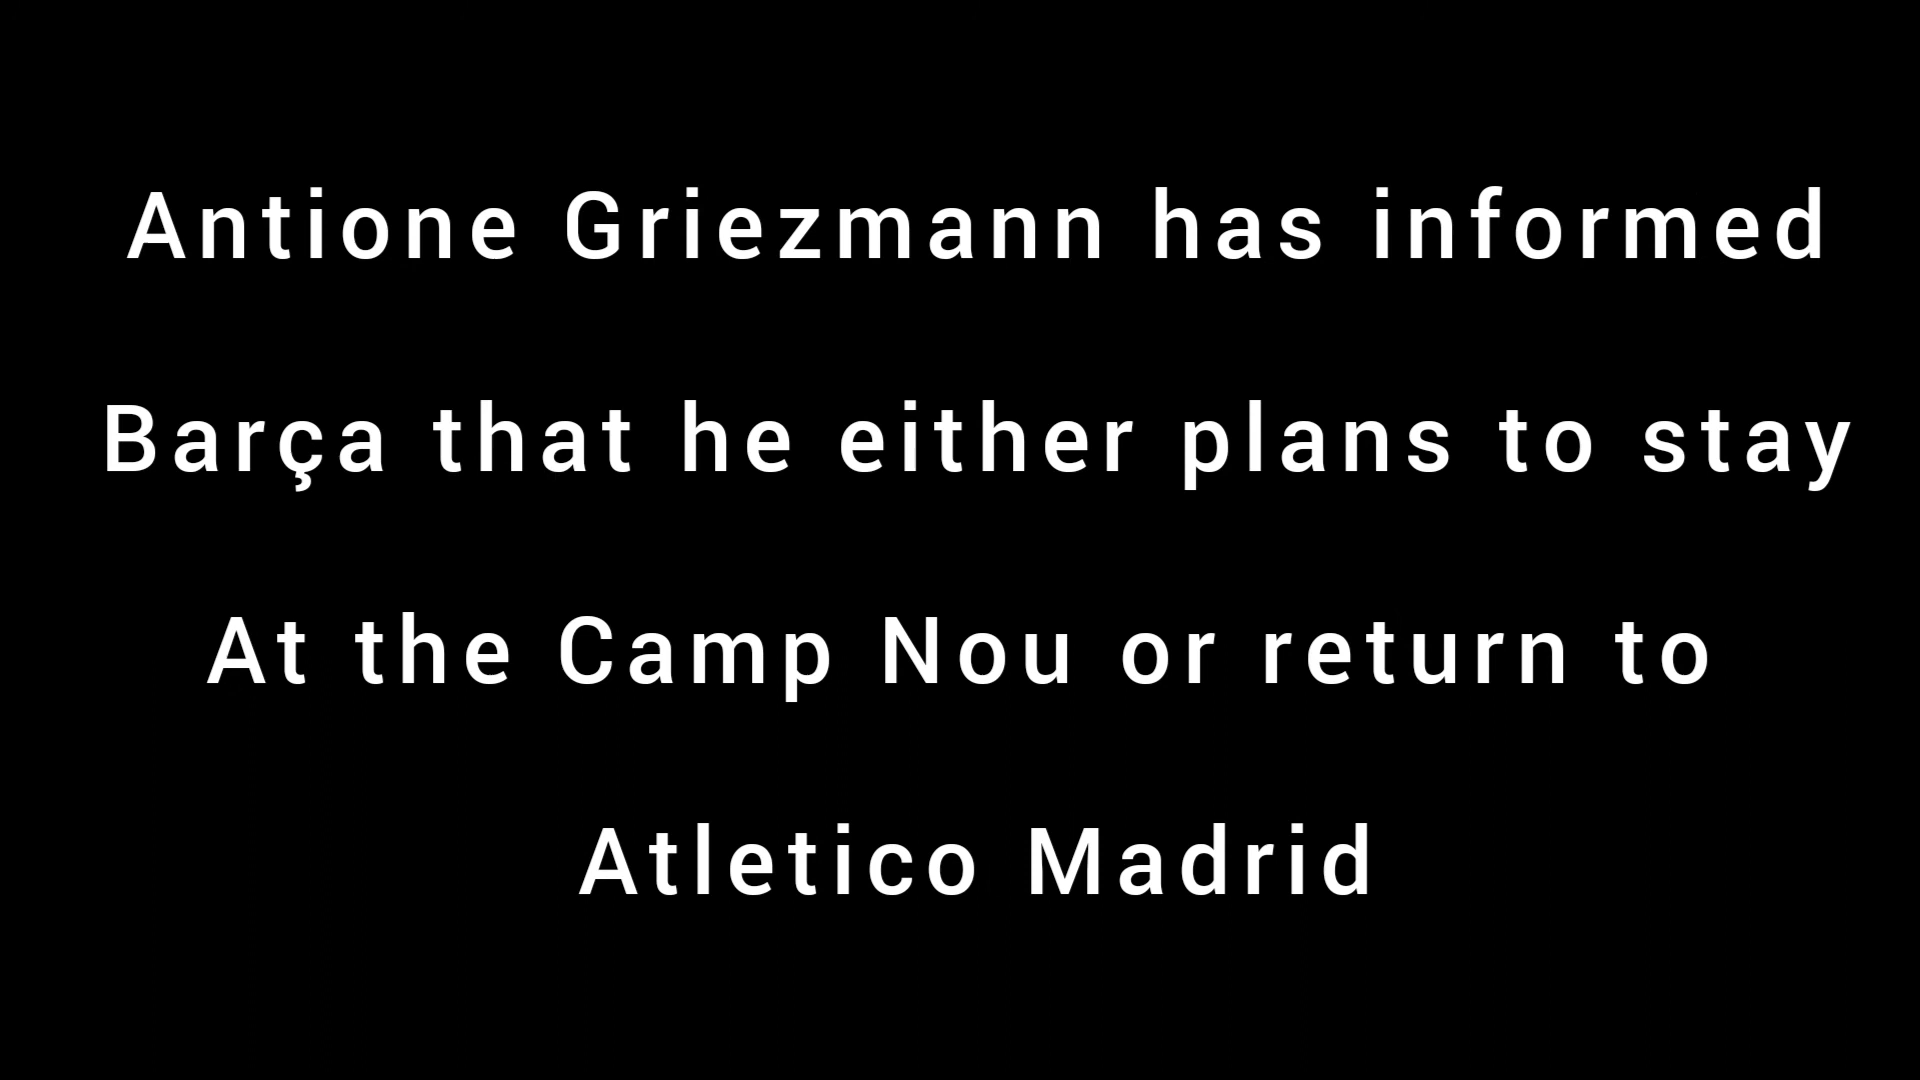 Antione Griezmann has informed
Barça that he either plans to stay
At the Camp Nou or return to
Atletico Madrid